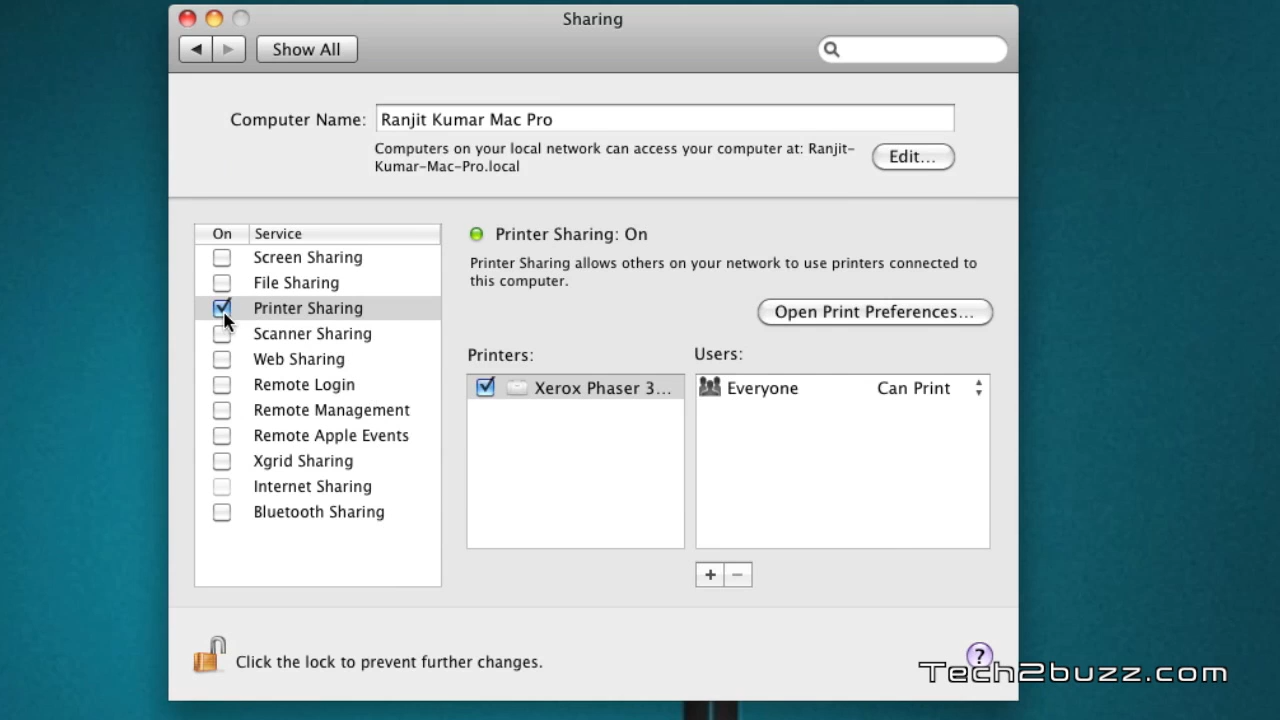 Sharing
Show All
Computer Name: Ranjit Kumar Mac Pro
Computers on your local network can access your computer at: Ranjit-
Kumar-Mac-Pro.local
Edit...
On Service
Screen Sharing
File Sharing
Printer Sharing
Scanner Sharing
Web Sharing
Remote Login
Remote Management
Remote Apple Events
Xgrid Sharing
Internet Sharing
Bluetooth Sharing
Printer Sharing: On
Printer Sharing allows others on your network to use printers connected to
this computer.
Open Print Preferences...
Printers:
Xerox Phaser 3...
Users:
Everyone Can Print
+ −
Click the lock to prevent further changes.
?
Tech2buzz.com